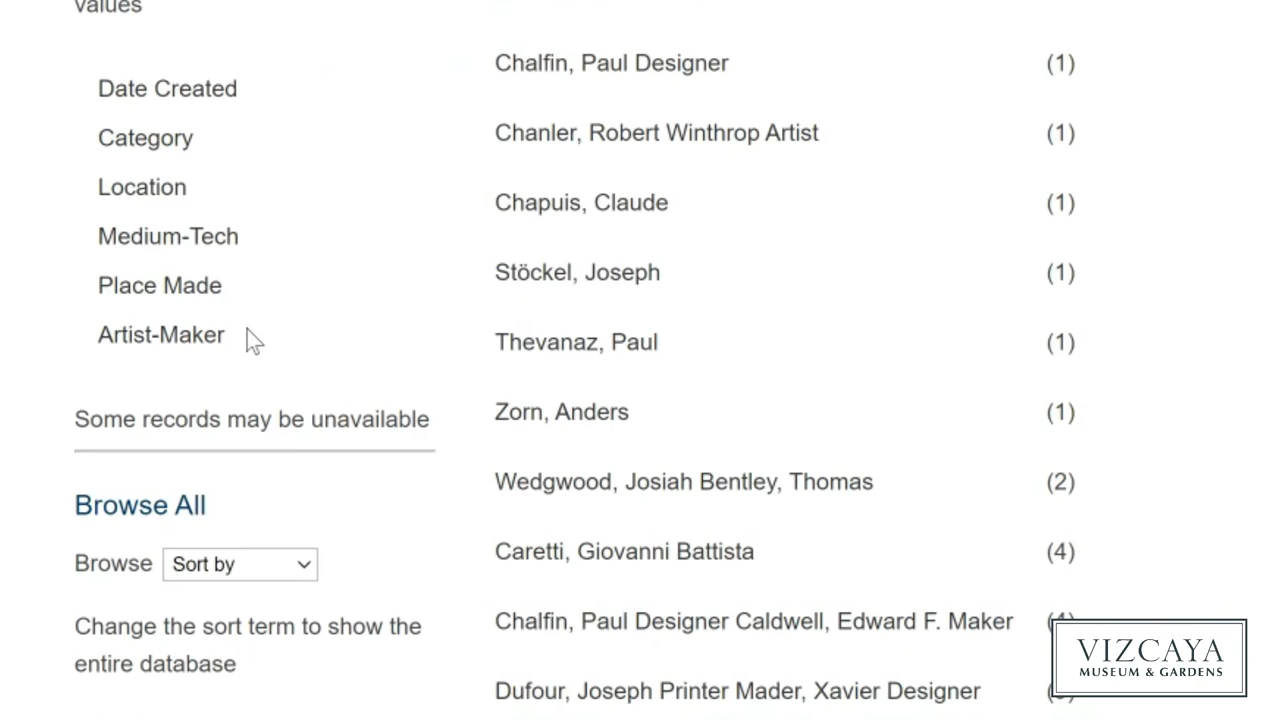 values
Date Created
Category
Location
Medium-Tech
Place Made
Artist-Maker
Some records may be unavailable
Browse All
Browse Sort by
Change the sort term to show the
entire database
Chalfin, Paul Designer (1)
Chanler, Robert Winthrop Artist (1)
Chapuis, Claude (1)
Stöckel, Joseph (1)
Thevanaz, Paul (1)
Zorn, Anders (1)
Wedgwood, Josiah Bentley, Thomas (2)
Caretti, Giovanni Battista (4)
Chalfin, Paul Designer Caldwell, Edward F. Maker
Dufour, Joseph Printer Mader, Xavier Designer
VIZCAYA
MUSEUM & GARDENS